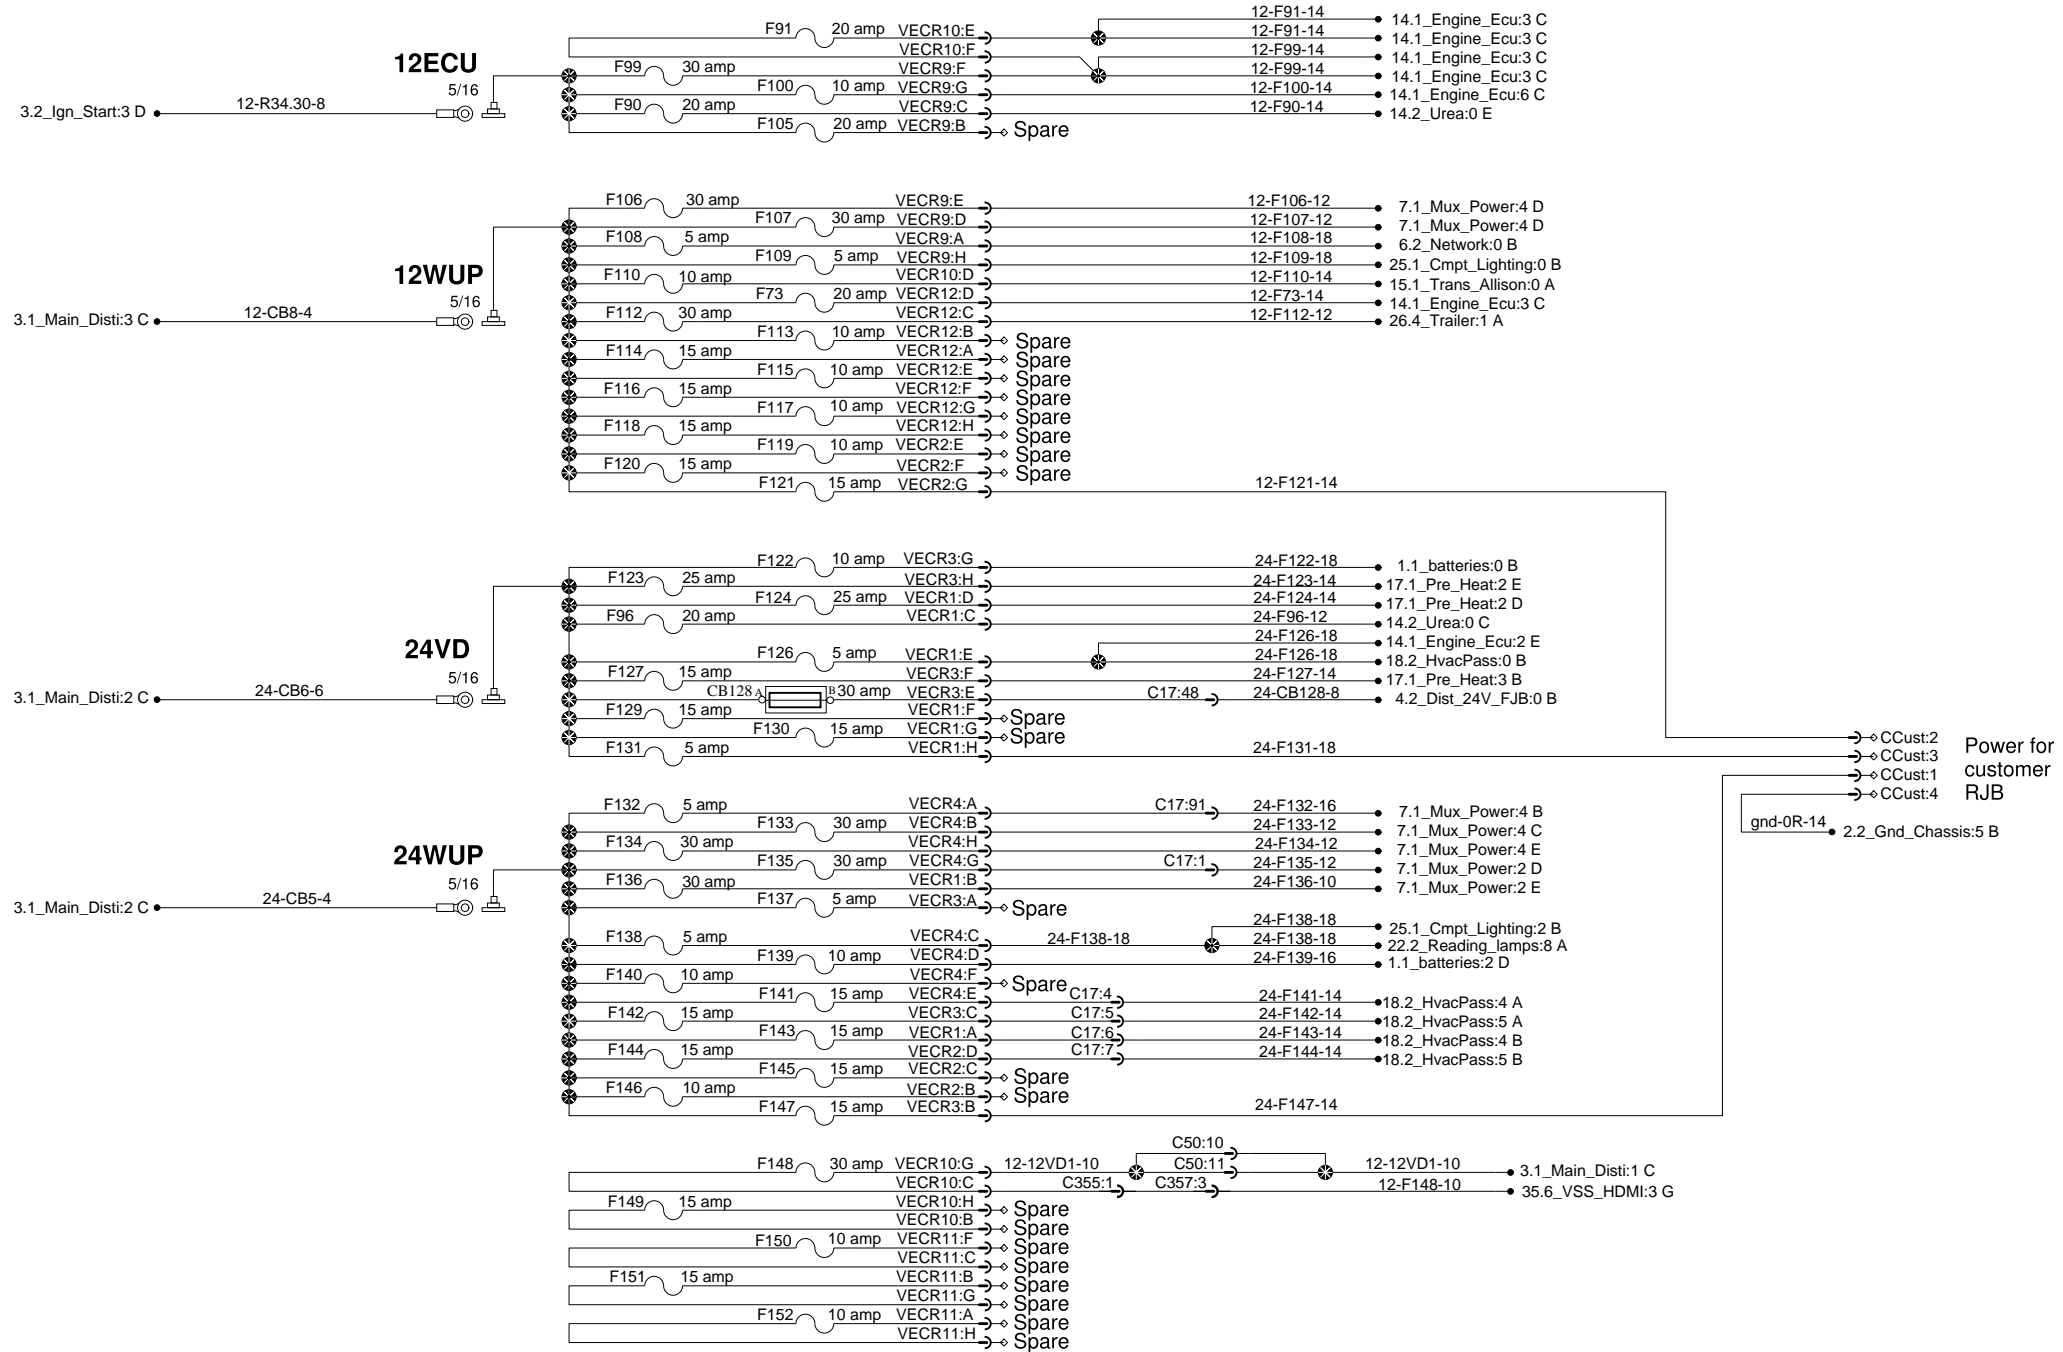 F91 20 amp VECR10:E 12-F91-14 14.1_Engine_Ecu:3 C
12-F91-14 14.1_Engine_Ecu:3 C
VECR10:F 12-F99-14 14.1_Engine_Ecu:3 C
12ECU F99 30 amp VECR9:F 12-F99-14 14.1_Engine_Ecu:3 C
5/16 F100 10 amp VECR9:G 12-F100-14 14.1_Engine_Ecu:6 C
3.2_Ign_Start:3 D 12-R34.30-8 F90 20 amp VECR9:C 12-F90-14 14.2_Urea:0 E
F105 20 amp VECR9:B Spare
F106 30 amp VECR9:E 12-F106-12 7.1_Mux_Power:4 D
F107 30 amp VECR9:D 12-F107-12 7.1_Mux_Power:4 D
F108 5 amp VECR9:A 12-F108-18 6.2_Network:0 B
F109 5 amp VECR9:H 12-F109-18 25.1_Cmpt_Lighting:0 B
12WUP F110 10 amp VECR10:D 12-F110-14 15.1_Trans_Allison:0 A
5/16 F73 20 amp VECR12:D 12-F73-14 14.1_Engine_Ecu:3 C
3.1_Main_Disti:3 C 12-CB8-4 F112 30 amp VECR12:C 12-F112-12 26.4_Trailer:1 A
F113 10 amp VECR12:B Spare
F114 15 amp VECR12:A Spare
F115 10 amp VECR12:E Spare
F116 15 amp VECR12:F Spare
F117 10 amp VECR12:G Spare
F118 15 amp VECR12:H Spare
F119 10 amp VECR2:E Spare
F120 15 amp VECR2:F Spare
F121 15 amp VECR2:G 12-F121-14
F122 10 amp VECR3:G 24-F122-18 1.1_batteries:0 B
F123 25 amp VECR3:H 24-F123-14 17.1_Pre_Heat:2 E
F124 25 amp VECR1:D 24-F124-14 17.1_Pre_Heat:2 D
F96 20 amp VECR1:C 24-F96-12 14.2_Urea:0 C
24-F126-18 14.1_Engine_Ecu:2 E
24VD F126 5 amp VECR1:E 24-F126-18 18.2_HvacPass:0 B
5/16 F127 15 amp VECR3:F 24-F127-14 17.1_Pre_Heat:3 B
3.1_Main_Disti:2 C 24-CB6-6 CB128 A B 30 amp VECR3:E C17:48 24-CB128-8 4.2_Dist_24V_FJB:0 B
F129 15 amp VECR1:F Spare
F130 15 amp VECR1:G Spare CCust:2
F131 5 amp VECR1:H 24-F131-18 CCust:3
CCust:1
CCust:4
Power for
customer
RJB
F132 5 amp VECR4:A C17:91 24-F132-16 7.1_Mux_Power:4 B
F133 30 amp VECR4:B 24-F133-12 7.1_Mux_Power:4 C gnd-0R-14 2.2_Gnd_Chassis:5 B
24WUP F134 30 amp VECR4:H 24-F134-12 7.1_Mux_Power:4 E
F135 30 amp VECR4:G C17:1 24-F135-12 7.1_Mux_Power:2 D
5/16 F136 30 amp VECR1:B 24-F136-10 7.1_Mux_Power:2 E
3.1_Main_Disti:2 C 24-CB5-4 F137 5 amp VECR3:A Spare
24-F138-18 25.1_Cmpt_Lighting:2 B
F138 5 amp VECR4:C 24-F138-18 24-F138-18 22.2_Reading_lamps:8 A
F139 10 amp VECR4:D 24-F139-16 1.1_batteries:2 D
F140 10 amp VECR4:F Spare
F141 15 amp VECR4:E C17:4 24-F141-14 18.2_HvacPass:4 A
F142 15 amp VECR3:C C17:5 24-F142-14 18.2_HvacPass:5 A
F143 15 amp VECR1:A C17:6 24-F143-14 18.2_HvacPass:4 B
F144 15 amp VECR2:D C17:7 24-F144-14 18.2_HvacPass:5 B
F145 15 amp VECR2:C Spare
F146 10 amp VECR2:B Spare
F147 15 amp VECR3:B 24-F147-14
C50:10
F148 30 amp VECR10:G 12-12VD1-10 C50:11 12-12VD1-10 3.1_Main_Disti:1 C
VECR10:C C355:1 C357:3 12-F148-10 35.6_VSS_HDMI:3 G
F149 15 amp VECR10:H Spare
VECR10:B Spare
F150 10 amp VECR11:F Spare
VECR11:C Spare
F151 15 amp VECR11:B Spare
VECR11:G Spare
F152 10 amp VECR11:A Spare
VECR11:H Spare